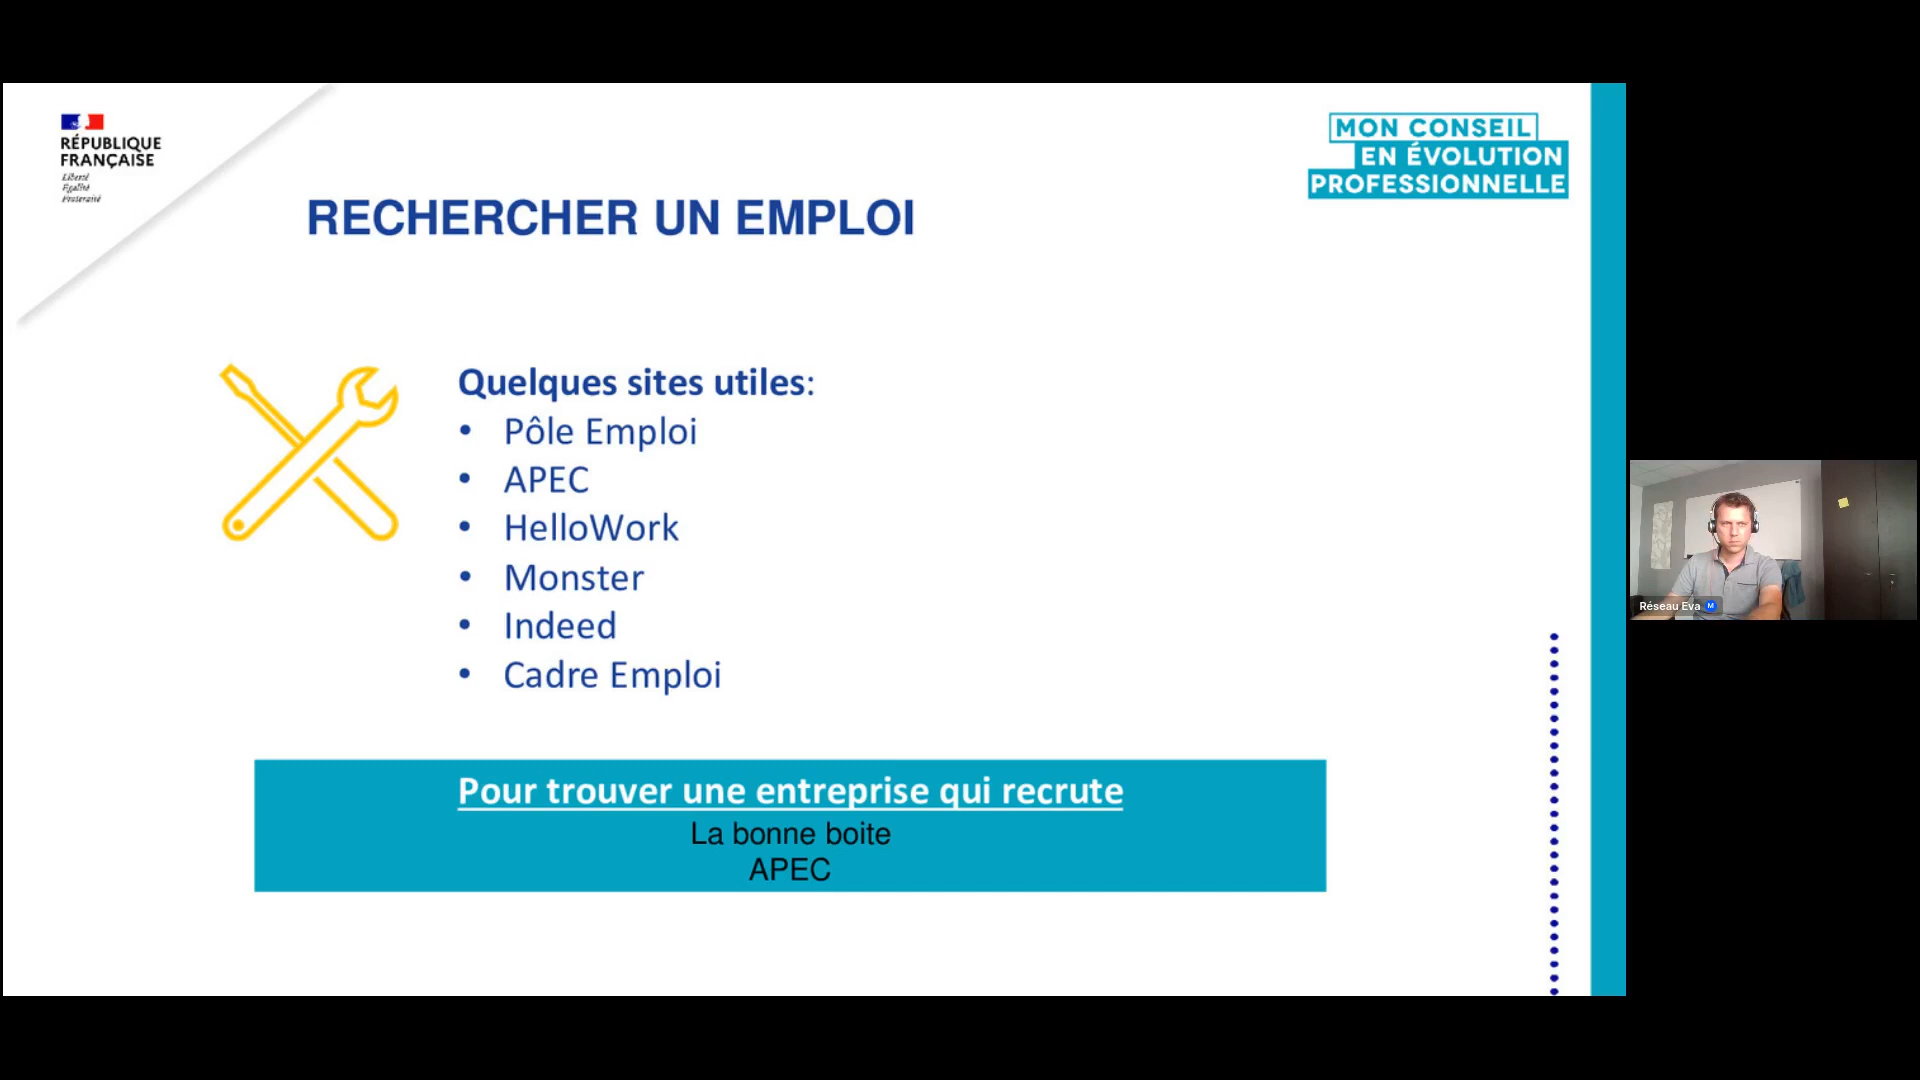 RÉPUBLIQUE
FRANÇAISE
Liberté
Égalité
Fraternité
MON CONSEIL
EN ÉVOLUTION
PROFESSIONNELLE
RECHERCHER UN EMPLOI
Quelques sites utiles:
• Pôle Emploi
• APEC
• HelloWork
• Monster
• Indeed
• Cadre Emploi
Pour trouver une entreprise qui recrute
La bonne boite
APEC
Réseau Eva M